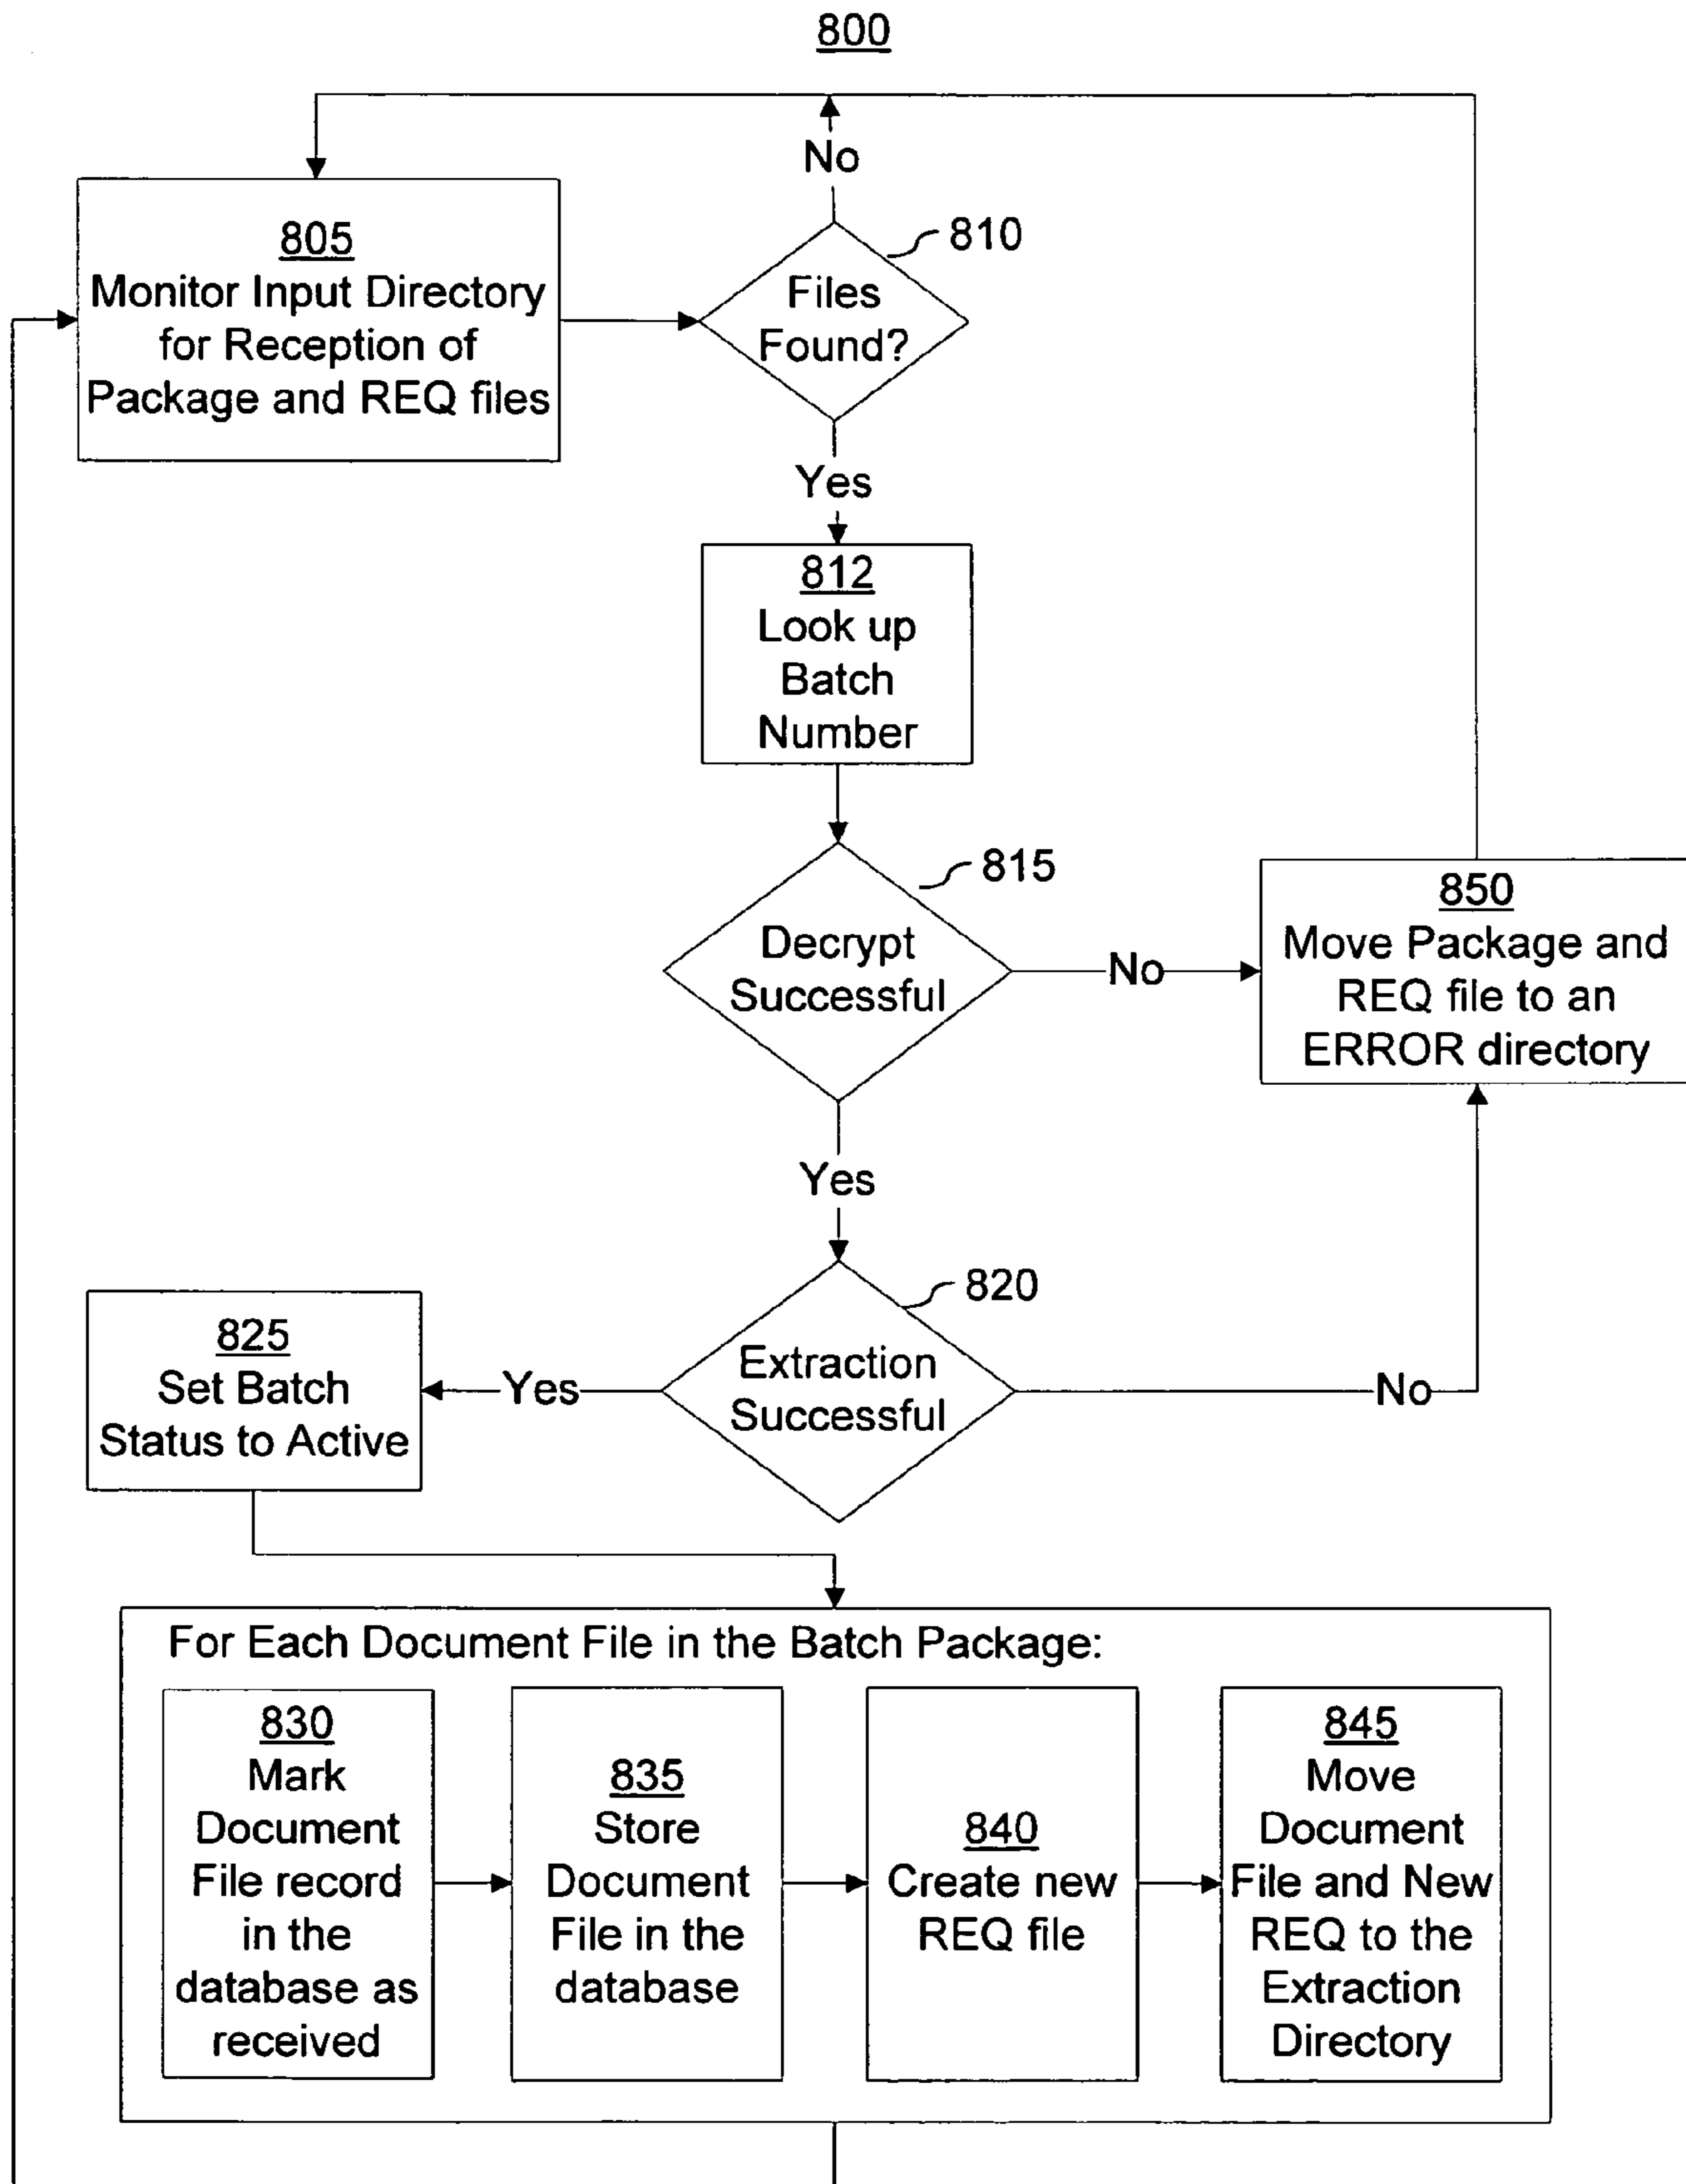 800
No
805
Monitor Input Directory
for Reception of
Package and REQ files
810
Files
Found?
Yes
812
Look up
Batch
Number
815
Decrypt
Successful
No
850
Move Package and
REQ file to an
ERROR directory
Yes
820
Extraction
Successful
Yes
No
825
Set Batch
Status to Active
For Each Document File in the Batch Package:
830
Mark
Document
File record
in the
database as
received
835
Store
Document
File in the
database
840
Create new
REQ file
845
Move
Document
File and New
REQ to the
Extraction
Directory